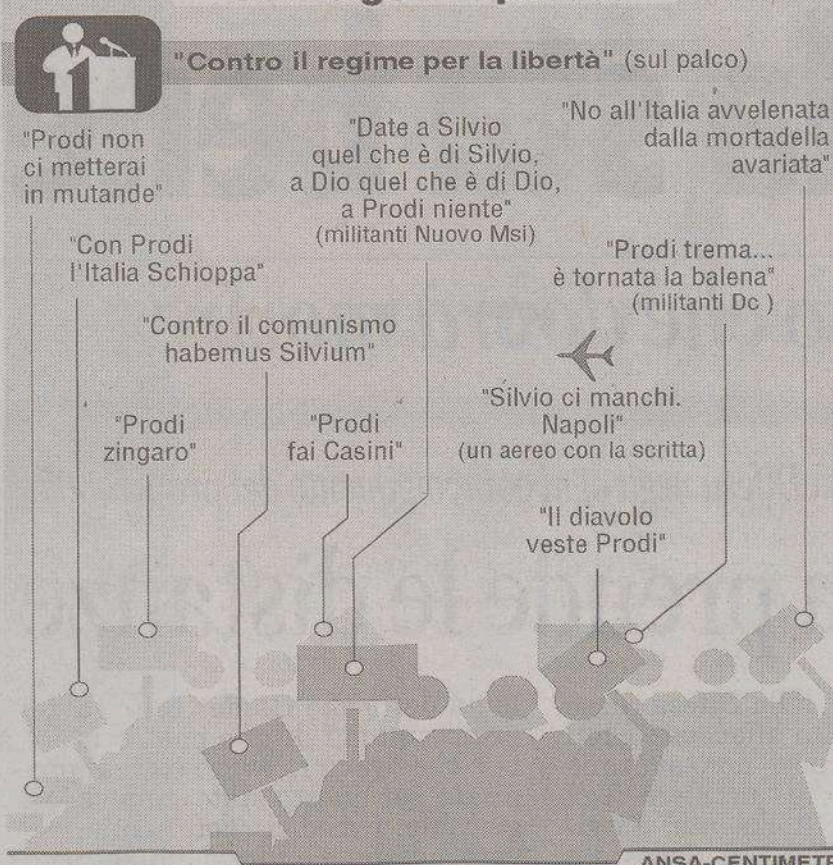 "Contro il regime per la libertà" (sul palco)
"Prodi non
ci metterai
in mutande"
"Date a Silvio
quel che è di Silvio,
a Dio quel che è di Dio,
a Prodi niente"
(militanti Nuovo Msi)
"No all'Italia avvelenata
dalla mortadella
avariata"
"Con Prodi
l'Italia Schioppa"
"Prodi trema...
è tornata la balena"
(militanti Dc )
"Contro il comunismo
habemus Silvium"
"Silvio ci manchi.
Napoli"
(un aereo con la scritta)
"Prodi
zingaro"
"Prodi
fai Casini"
"Il diavolo
veste Prodi"